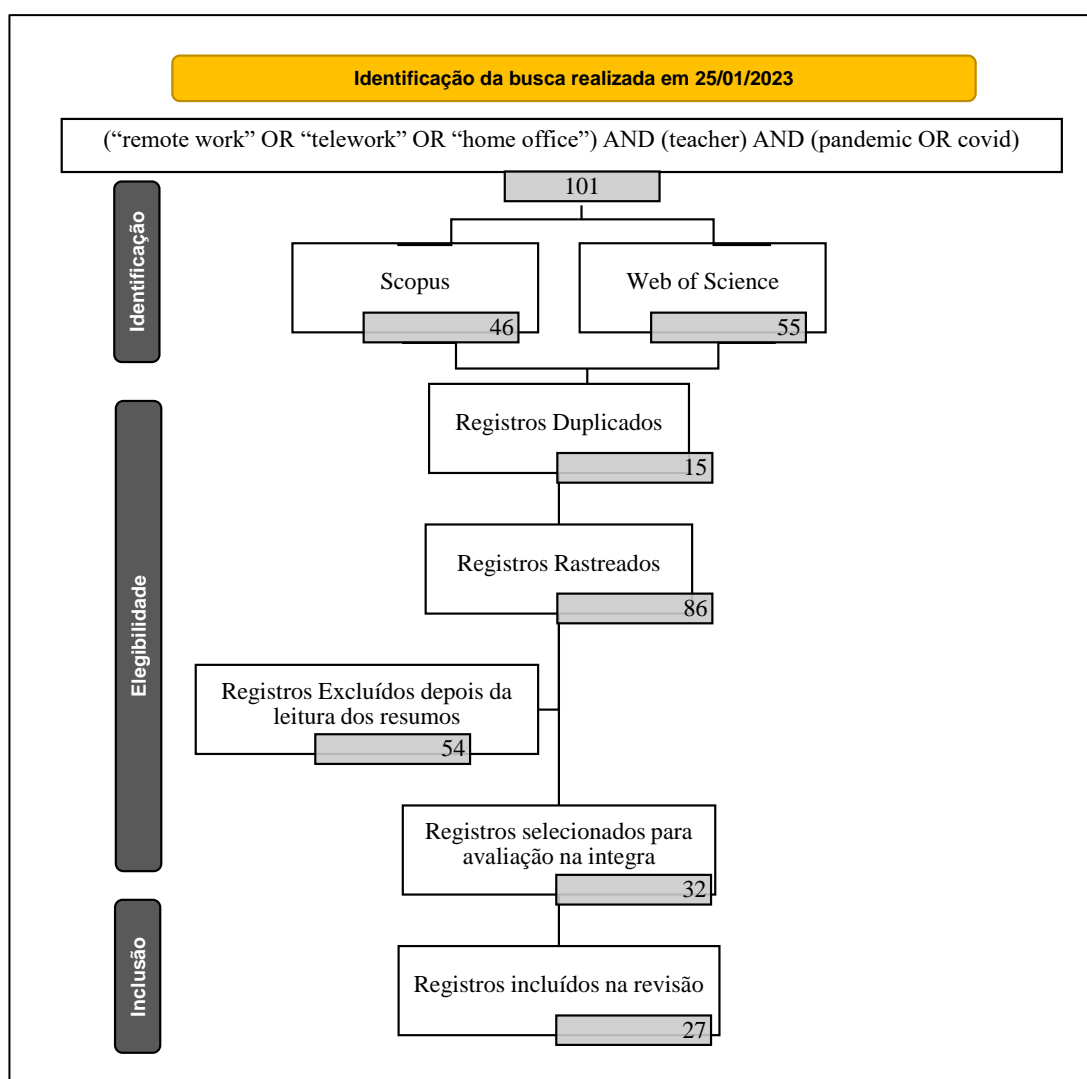 Identificação da busca realizada em 25/01/2023
(“remote work” OR “telework” OR “home office”) AND (teacher) AND (pandemic OR covid)
101
Identificação
Scopus
46
Web of Science
55
Elegibilidade
Registros Duplicados
15
Registros Rastreados
86
Registros Excluídos depois da
leitura dos resumos
54
Registros selecionados para
avaliação na integra
32
Inclusão
Registros incluídos na revisão
27